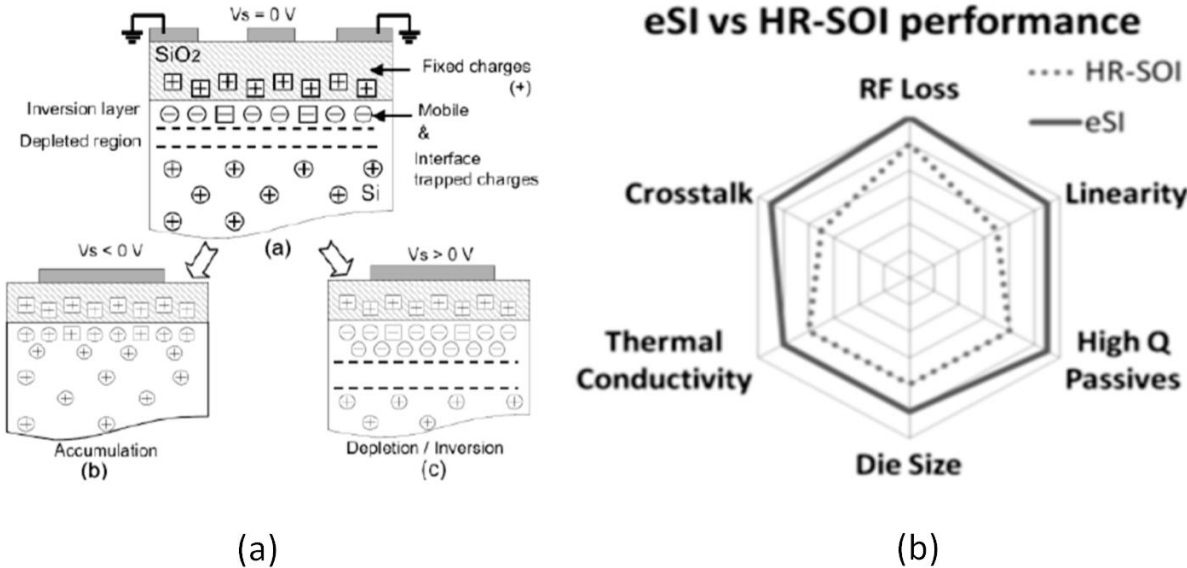 Vs = 0 V
SiO2
Fixed charges
(+)
Inversion layer
Mobile
&
Depleted region
Interface
trapped charges
Si
(a)
Vs < 0 V
Vs > 0 V
Accumulation
(b)
Depletion / Inversion
(c)
(a)
eSI vs HR-SOI performance
HR-SOI
eSI
RF Loss
Crosstalk
Linearity
Thermal
Conductivity
High Q
Passives
Die Size
(b)